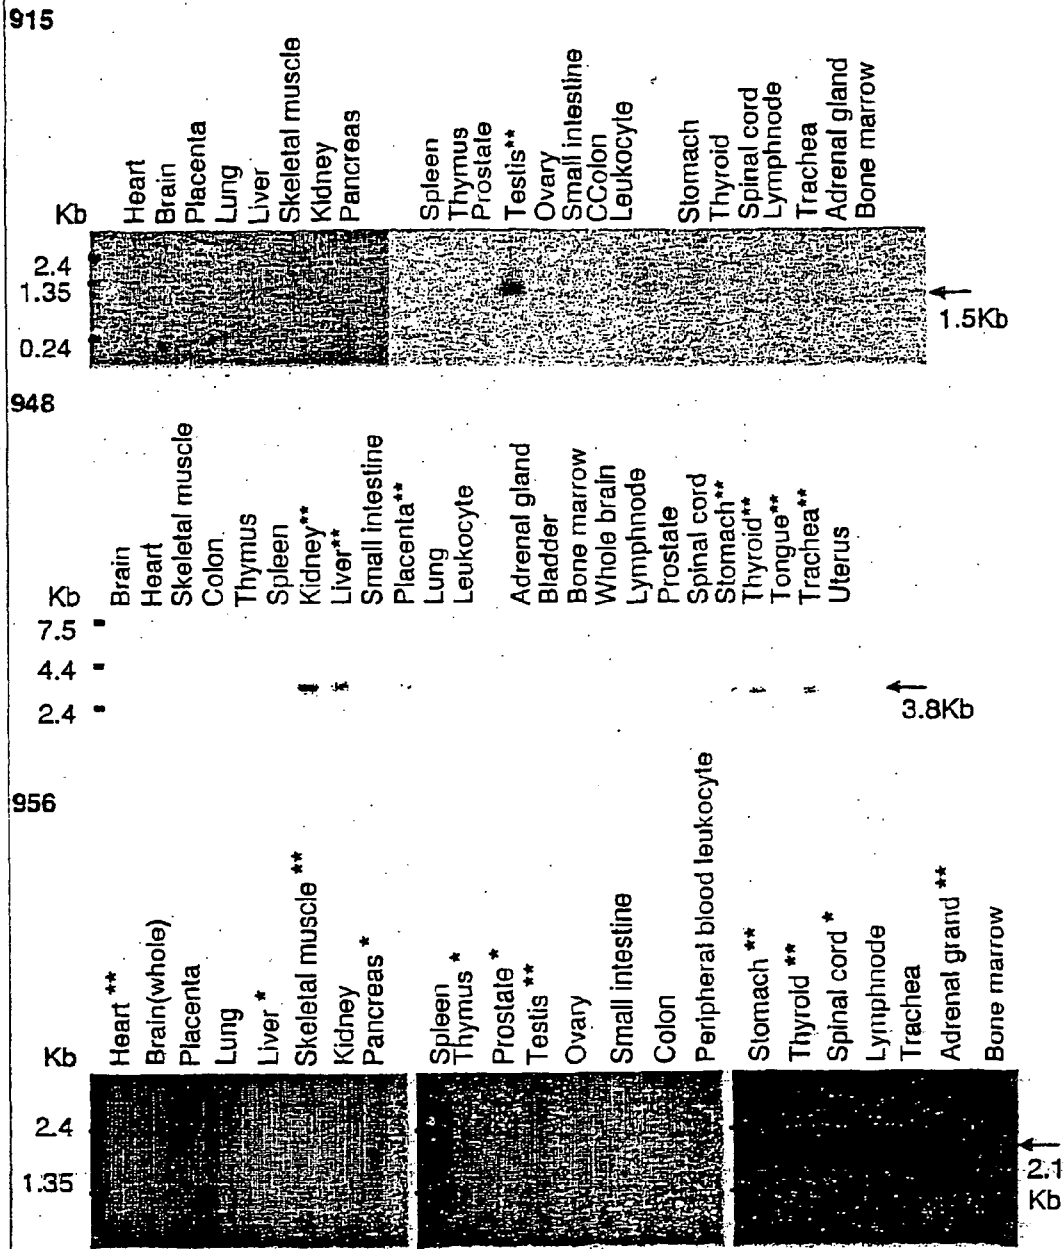 915
Kb
Heart
Brain
Placenta
Lung
Liver
Skeletal muscle
Kidney
Pancreas
Spleen
Thymus
Prostate
Testis**
Ovary
Small intestine
CColon
Leukocyte
Stomach
Thyroid
Spinal cord
Lymphnode
Trachea
Adrenal gland
Bone marrow
2.4
1.35
0.24
1.5Kb
948
Kb
Brain
Heart
Skeletal muscle
Colon
Thymus
Spleen
Kidney**
Liver**
Small intestine
Placenta**
Lung
Leukocyte
Adrenal gland
Bladder
Bone marrow
Whole brain
Lymphnode
Prostate
Spinal cord
Stomach**
Thyroid**
Tongue**
Trachea**
Uterus
7.5
4.4
2.4
3.8Kb
956
Kb
Heart **
Brain(whole)
Placenta
Lung
Liver *
Skeletal muscle **
Kidney
Pancreas *
Spleen
Thymus *
Prostate *
Testis **
Ovary
Small intestine
Colon
Peripheral blood leukocyte
Stomach **
Thyroid **
Spinal cord *
Lymphnode
Trachea
Adrenal grand **
Bone marrow
2.4
1.35
2.1
Kb